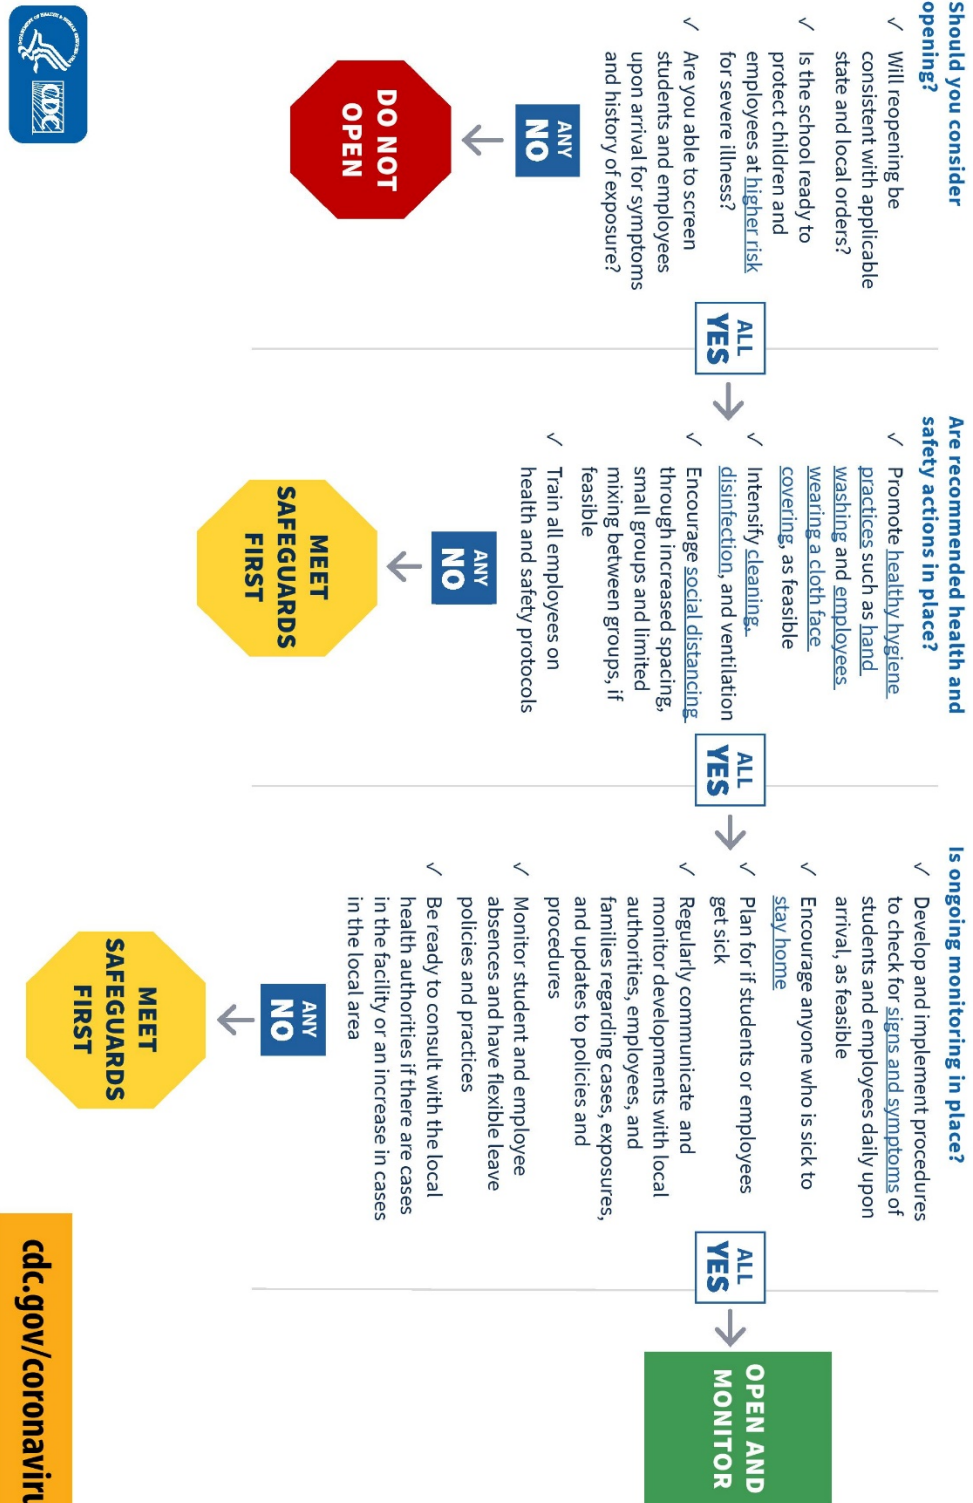 Should you consider
opening?
✓ Will reopening be
consistent with applicable
state and local orders?
✓ Is the school ready to
protect children and
employees at higher risk
for severe illness?
✓ Are you able to screen
students and employees
upon arrival for symptoms
and history of exposure?
ANY
NO
DO NOT
OPEN
ALL
YES
Are recommended health and
safety actions in place?
✓ Promote healthy hygiene
practices such as hand
washing and employees
wearing a cloth face
covering, as feasible
✓ Intensify cleaning,
disinfection, and ventilation
✓ Encourage social distancing
through increased spacing,
small groups and limited
mixing between groups, if
feasible
✓ Train all employees on
health and safety protocols
ANY
NO
MEET
SAFEGUARDS
FIRST
ALL
YES
Is ongoing monitoring in place?
✓ Develop and implement procedures
to check for signs and symptoms of
students and employees daily upon
arrival, as feasible
✓ Encourage anyone who is sick to
stay home
✓ Plan for if students or employees
get sick
✓ Regularly communicate and
monitor developments with local
authorities, employees, and
families regarding cases, exposures,
and updates to policies and
procedures
✓ Monitor student and employee
absences and have flexible leave
policies and practices
✓ Be ready to consult with the local
health authorities if there are cases
in the facility or an increase in cases
in the local area
ANY
NO
MEET
SAFEGUARDS
FIRST
ALL
YES
OPEN AND
MONITOR
CDC
cdc.gov/coronaviru